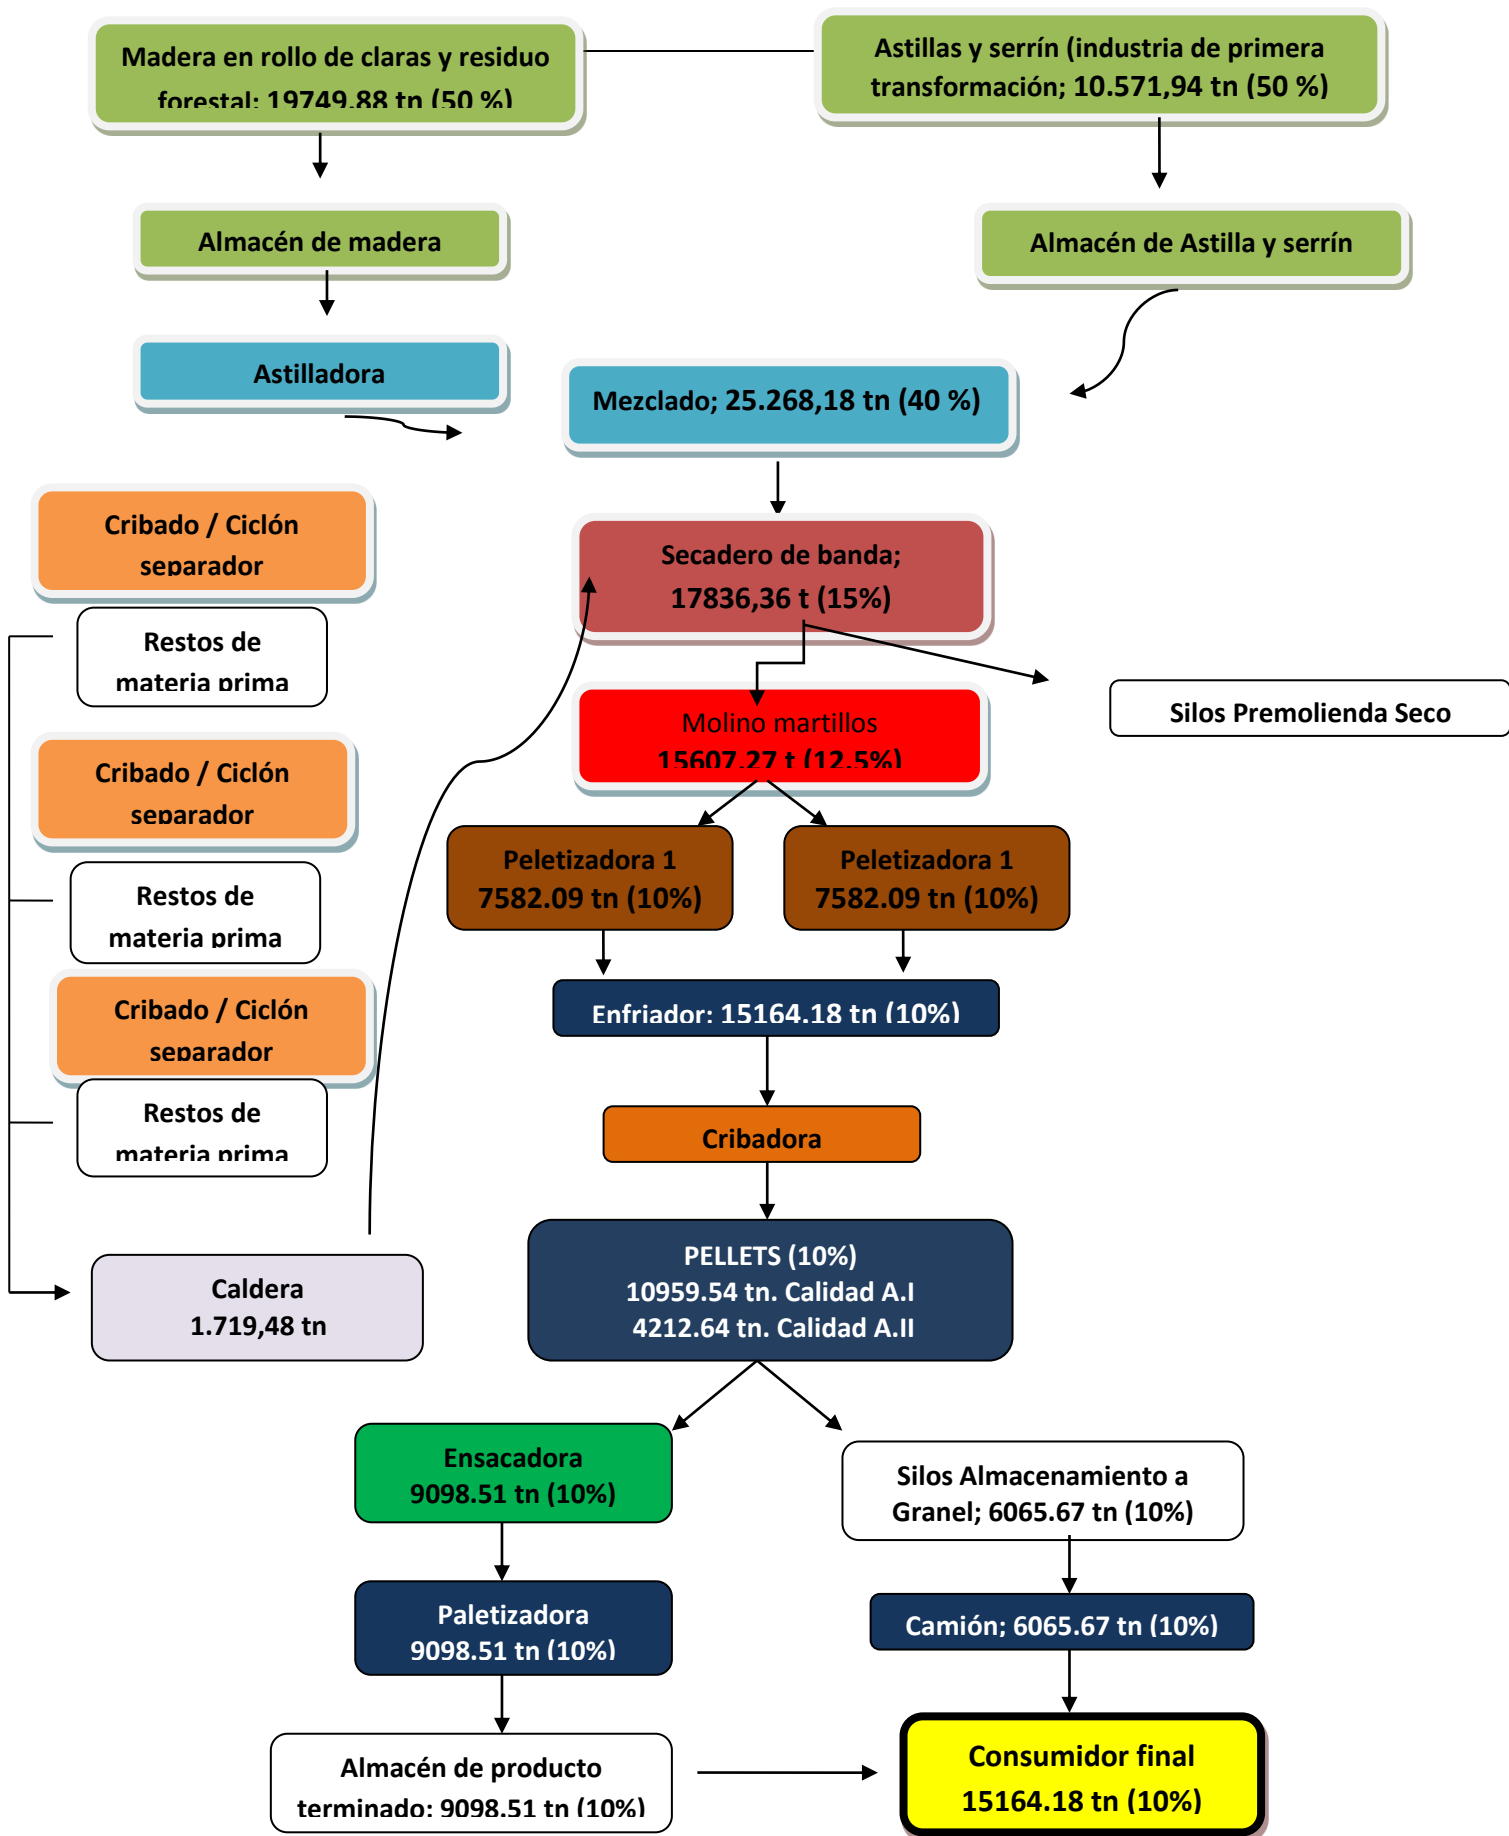 Madera en rollo de claras y residuo
forestal; 19749.88 tn (50 %)
Astillas y serrín (industria de primera
transformación; 10.571,94 tn (50 %)
Almacén de madera
Almacén de Astilla y serrín
Astilladora
Mezclado; 25.268,18 tn (40 %)
Cribado / Ciclón
separador
Secadero de banda;
17836,36 t (15%)
Restos de
materia prima
Silos Premolienda Seco
Molino martillos
15607.27 t (12.5%)
Cribado / Ciclón
separador
Peletizadora 1
7582.09 tn (10%)
Peletizadora 1
7582.09 tn (10%)
Restos de
materia prima
Cribado / Ciclón
separador
Enfriador; 15164.18 tn (10%)
Restos de
materia prima
Cribadora
PELLETS (10%)
10959.54 tn. Calidad A.I
4212.64 tn. Calidad A.II
Caldera
1.719,48 tn
Ensacadora
9098.51 tn (10%)
Silos Almacenamiento a
Granel; 6065.67 tn (10%)
Paletizadora
9098.51 tn (10%)
Camión; 6065.67 tn (10%)
Almacén de producto
terminado; 9098.51 tn (10%)
Consumidor final
15164.18 tn (10%)